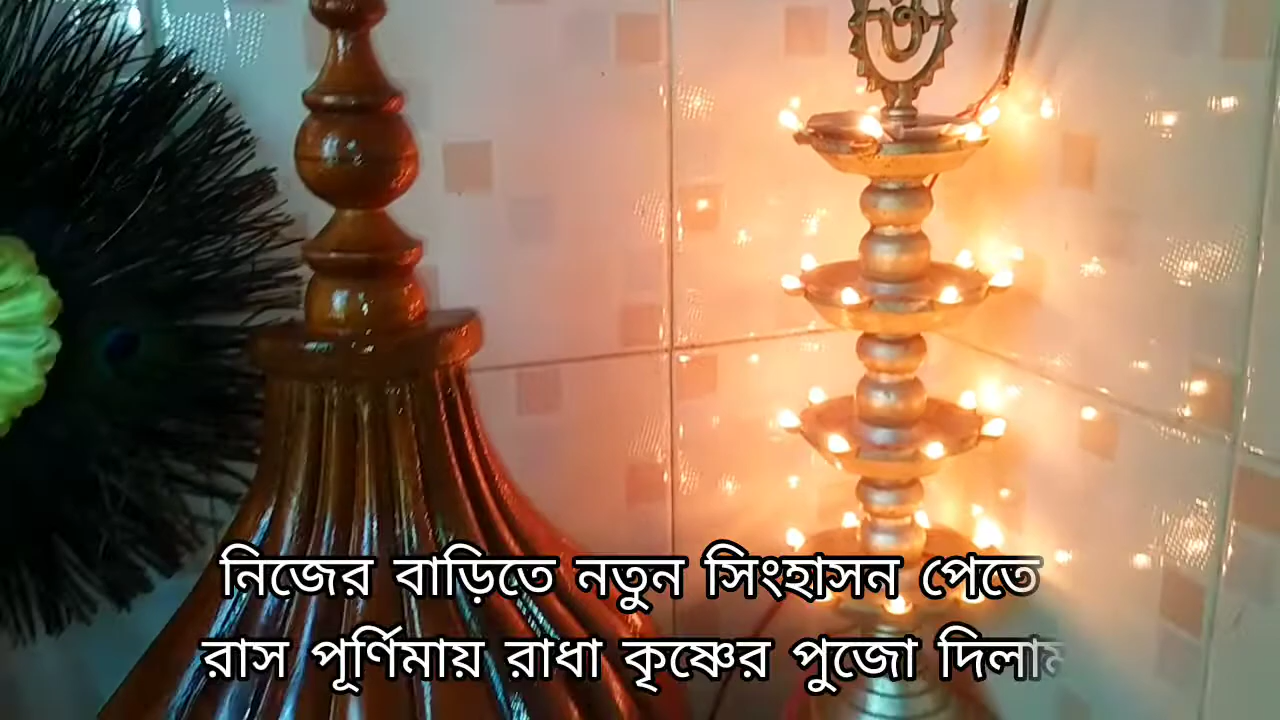 নিজের বাড়িতে নতুন সিংহাসন পেতে
রাস পূর্ণিমায় রাধা কৃষ্ণের পুজো দিলাম